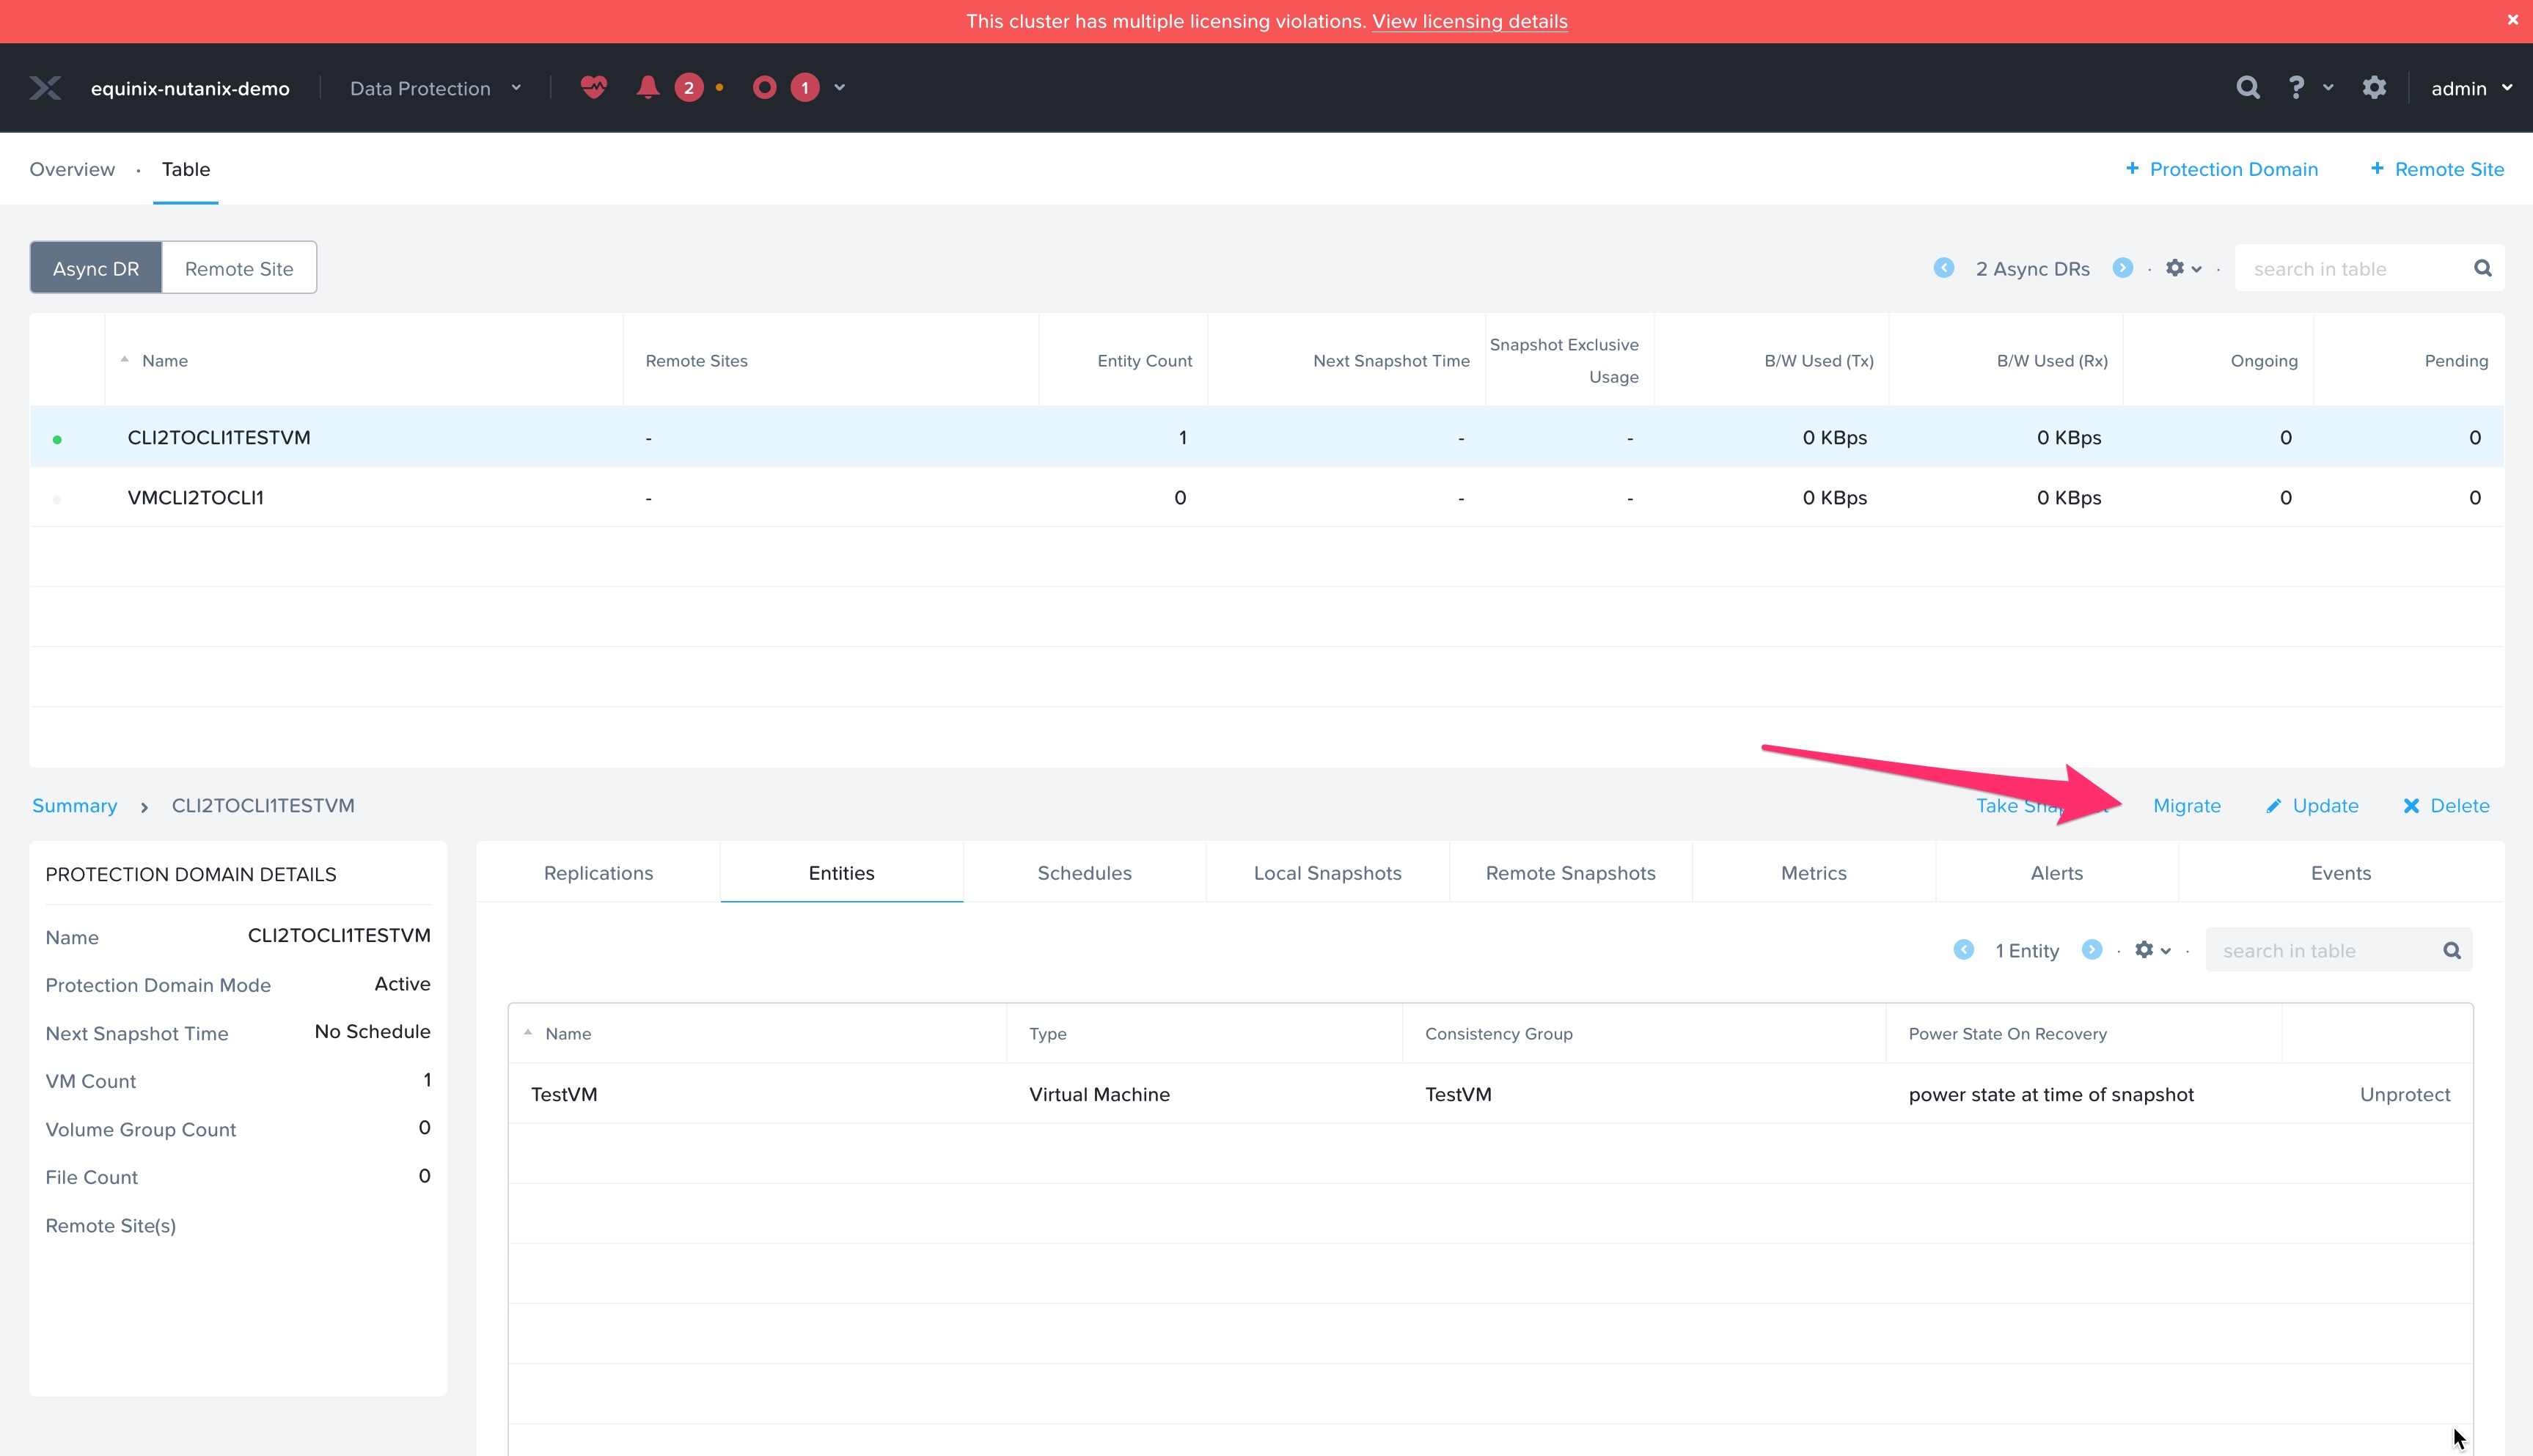 This cluster has multiple licensing violations. View licensing details
equinix-nutanix-demo Data Protection 2 1 ? admin
Overview · Table + Protection Domain + Remote Site
Async DR Remote Site 2 Async DRs search in table
Name Remote Sites Entity Count Next Snapshot Time Snapshot Exclusive Usage B/W Used (Tx) B/W Used (Rx) Ongoing Pending
CLI2TOCLI1TESTVM - 1 - - 0 KBps 0 KBps 0 0
VMCLI2TOCLI1 - 0 - - 0 KBps 0 KBps 0 0
Summary > CLI2TOCLI1TESTVM Take Migrate Update Delete
PROTECTION DOMAIN DETAILS
Name CLI2TOCLI1TESTVM
Protection Domain Mode Active
Next Snapshot Time No Schedule
VM Count 1
Volume Group Count 0
File Count 0
Remote Site(s)
Replications Entities Schedules Local Snapshots Remote Snapshots Metrics Alerts Events
1 Entity search in table
Name Type Consistency Group Power State On Recovery
TestVM Virtual Machine TestVM power state at time of snapshot Unprotect